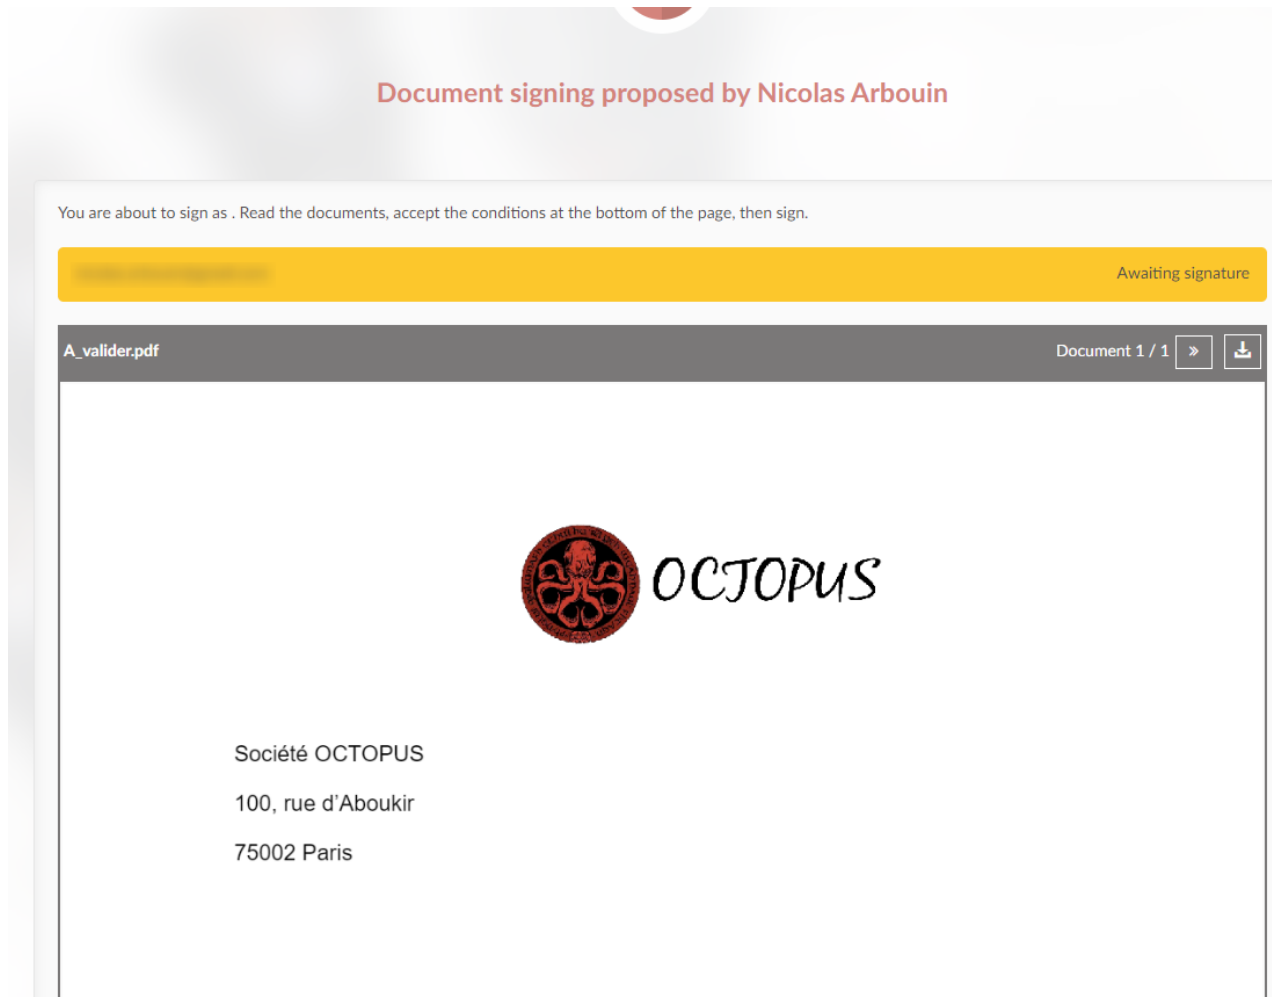 Document signing proposed by Nicolas Arbouin
You are about to sign as . Read the documents, accept the conditions at the bottom of the page, then sign.
Awaiting signature
A_valider.pdf
Document 1 / 1 »
OCTOPUS
Société OCTOPUS
100, rue d'Aboukir
75002 Paris